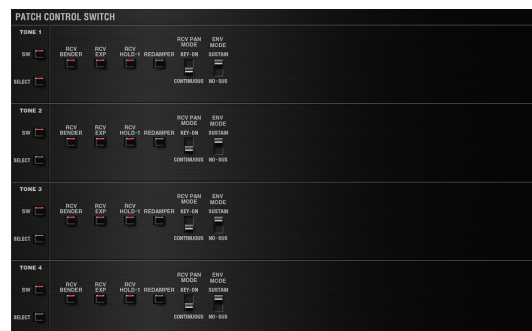 PATCH CONTROL SWITCH
TONE 1
RCV PAN MODE ENV MODE
SW RCV BENDER RCV EXP RCV HOLD-1 REDAMPER KEY-ON SUSTAIN
SELECT CONTINUOUS NO-SUS
TONE 2
RCV PAN MODE ENV MODE
SW RCV BENDER RCV EXP RCV HOLD-1 REDAMPER KEY-ON SUSTAIN
SELECT CONTINUOUS NO-SUS
TONE 3
RCV PAN MODE ENV MODE
SW RCV BENDER RCV EXP RCV HOLD-1 REDAMPER KEY-ON SUSTAIN
SELECT CONTINUOUS NO-SUS
TONE 4
RCV PAN MODE ENV MODE
SW RCV BENDER RCV EXP RCV HOLD-1 REDAMPER KEY-ON SUSTAIN
SELECT CONTINUOUS NO-SUS